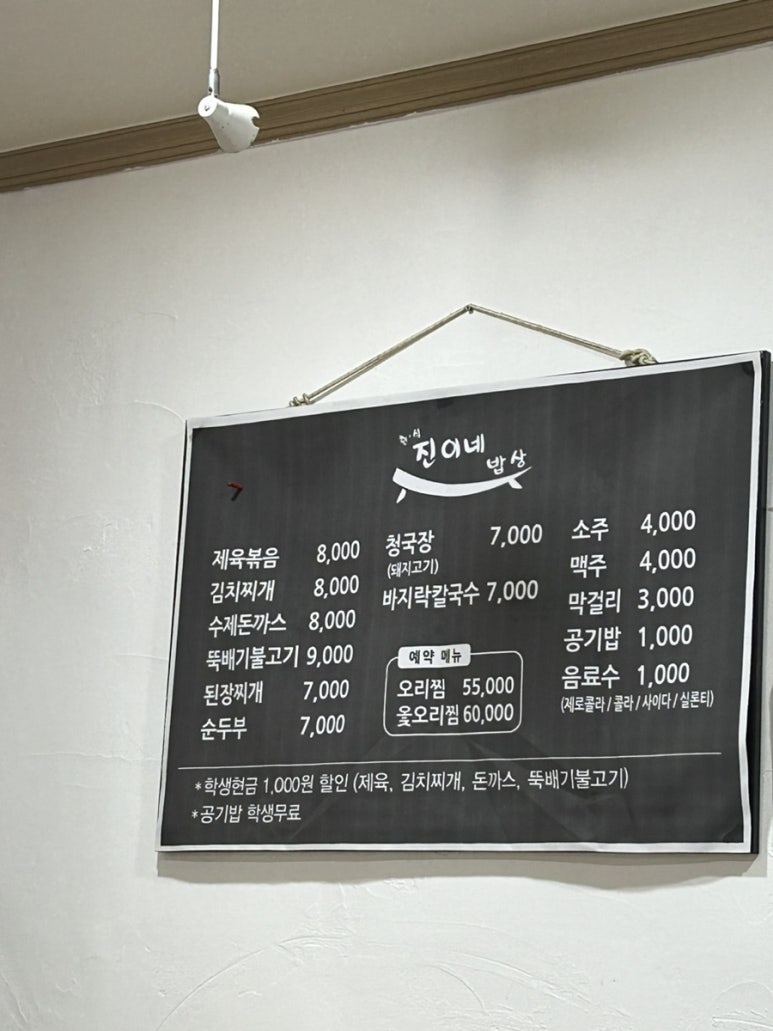 진이네
밥상
제육볶음 8,000
김치찌개 8,000
수제돈까스 8,000
뚝배기불고기 9,000
된장찌개 7,000
순두부 7,000
청국장 7,000
(돼지고기)
바지락칼국수 7,000
예약 메뉴
오리찜 55,000
옻오리찜 60,000
소주 4,000
맥주 4,000
막걸리 3,000
공기밥 1,000
음료수 1,000
(제로콜라 / 콜라 / 사이다 / 실론티)
*학생현금 1,000원 할인 (제육, 김치찌개, 돈까스, 뚝배기불고기)
*공기밥 학생무료